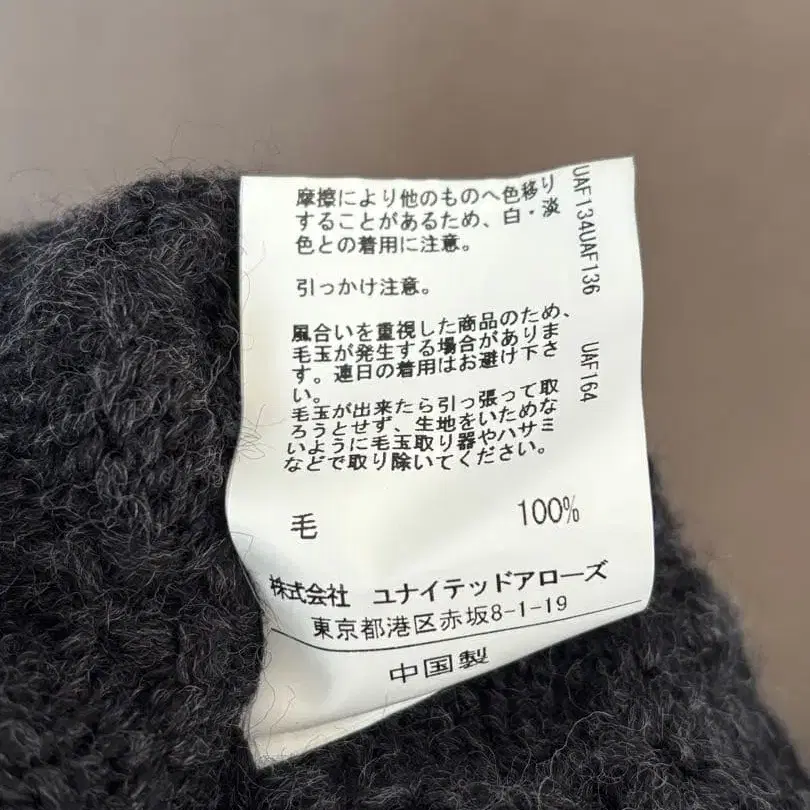 摩擦により他のものへ色移り
することがあるため、白・淡
色との着用に注意。
引っかけ注意。
風合いを重視した商品のため、
毛玉が発生する場合がありま
す。連日の着用はお避け下さ
い。
毛玉が出来たら引っ張って取
ろうとせず、生地をいためな
いように毛玉取り器やハサミ
などで取り除いてください。
毛 100%
株式会社 ユナイテッドアローズ
東京都港区赤坂8-1-19
中国製
UAF134UAF136 UAF164